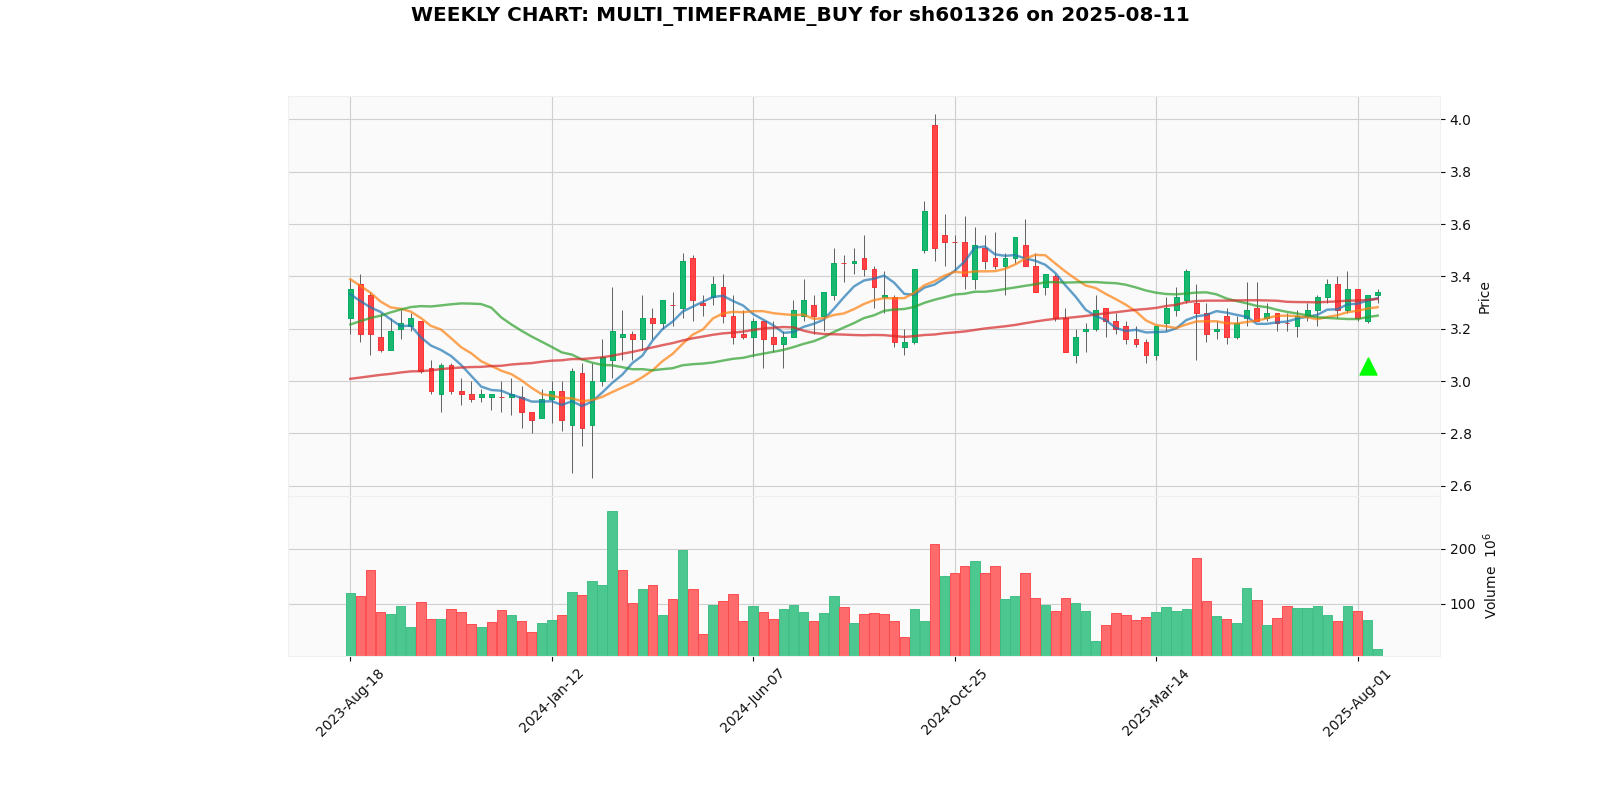 WEEKLY CHART: MULTI_TIMEFRAME_BUY for sh601326 on 2025-08-11
4.0
3.8
3.6
3.4
3.2
3.0
2.8
2.6
Price
200
100
Volume 10⁶
2023-Aug-18
2024-Jan-12
2024-Jun-07
2024-Oct-25
2025-Mar-14
2025-Aug-01